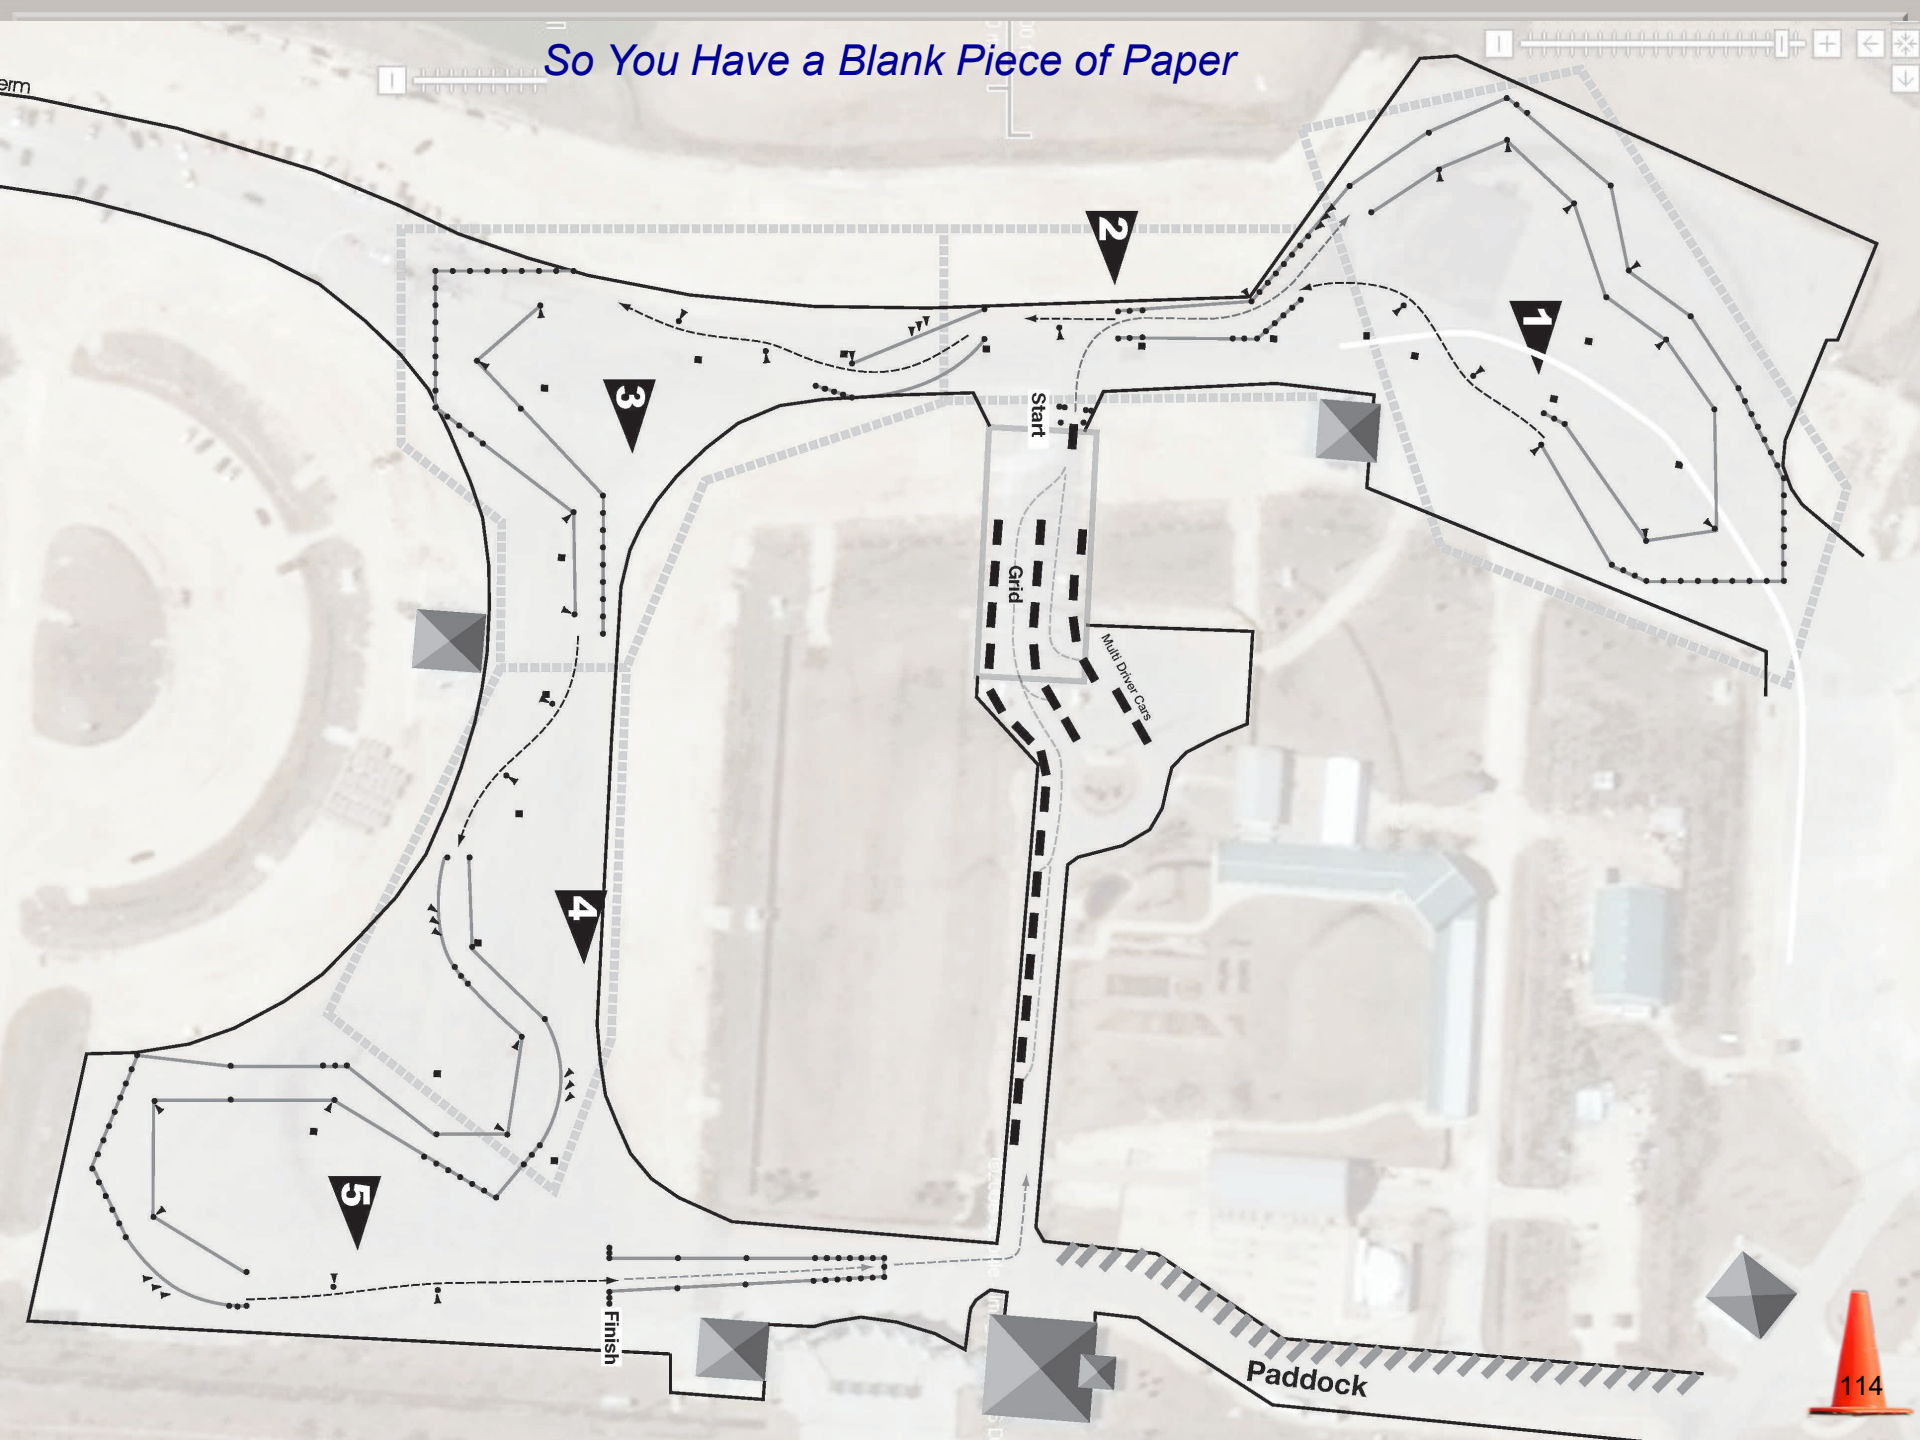 So You Have a Blank Piece of Paper
erm
2
1
3
Start
Grid
Multi Driver Cars
4
5
Finish
Paddock
114